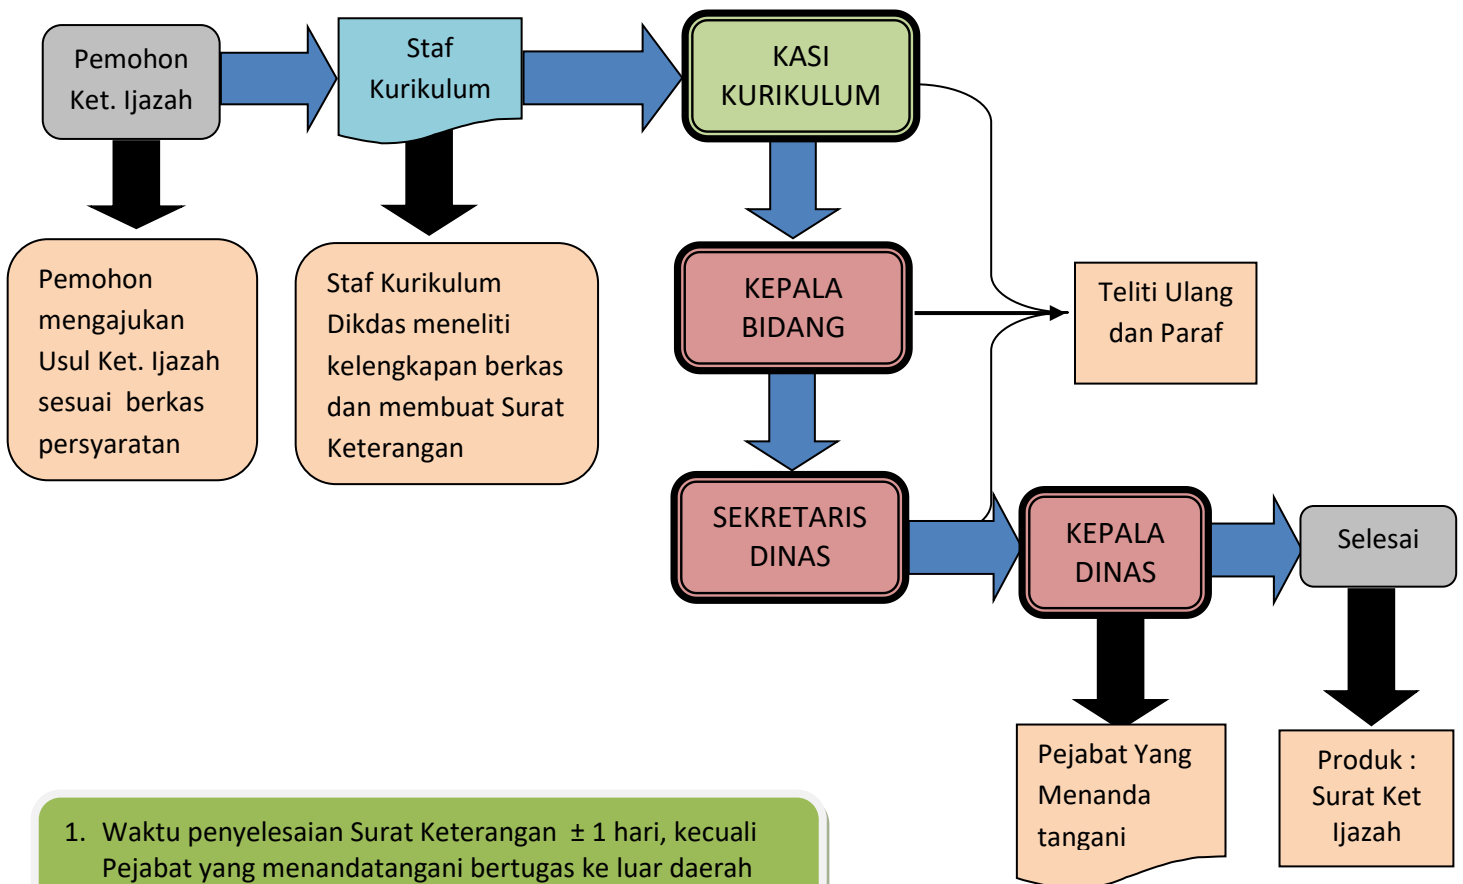 Pemohon
Ket. Ijazah
Staf
Kurikulum
KASI
KURIKULUM
Pemohon
mengajukan
Usul Ket. Ijazah
sesuai berkas
persyaratan
Staf Kurikulum
Dikdas meneliti
kelengkapan berkas
dan membuat Surat
Keterangan
KEPALA
BIDANG
Teliti Ulang
dan Paraf
SEKRETARIS
DINAS
KEPALA
DINAS
Selesai
Pejabat Yang
Menanda
tangani
Produk :
Surat Ket
Ijazah
1. Waktu penyelesaian Surat Keterangan ± 1 hari, kecuali
Pejabat yang menandatangani bertugas ke luar daerah